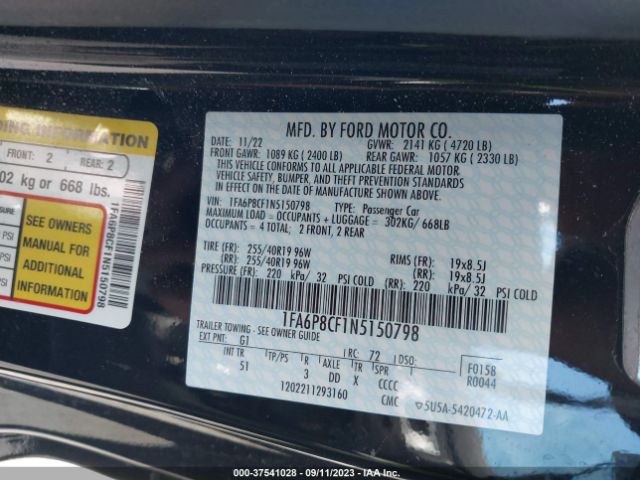 DING INFORMATION
FRONT: 2 REAR: 2
02 kg or 668 lbs.
SURE
PSI
PSI
PSI
SEE OWNERS
MANUAL FOR
ADDITIONAL
INFORMATION
1FA6P8CF1N5150798
MFD. BY FORD MOTOR CO.
DATE: 11/22 GVWR: 2141 KG ( 4720 LB)
FRONT GAWR: 1089 KG ( 2400 LB) REAR GAWR: 1057 KG ( 2330 LB)
THIS VEHICLE CONFORMS TO ALL APPLICABLE FEDERAL MOTOR
VEHICLE SAFETY, BUMPER, AND THEFT PREVENTION STANDARDS
IN EFFECT ON THE DATE OF MANUFACTURE SHOWN ABOVE.
VIN: 1FA6P8CF1N5150798 TYPE: Passenger Car
MAXIMUM LOAD = OCCUPANTS + LUGGAGE = 302KG/ 668LB
OCCUPANTS = 4 TOTAL; 2 FRONT, 2 REAR
TIRE (FR): 255/40R19 96W RIMS (FR): 19x8.5J
(RR): 255/40R19 96W (RR): 19x8.5J
PRESSURE (FR): 220 kPa/ 32 PSI COLD (RR): 220 kPa/ 32 PSI COLD
1FA6P8CF1N5150798
TRAILER TOWING - SEE OWNER GUIDE
EXT PNT: G1 RC: 72 DSO: F0158
INT TR TP/PS R AXLE TR SPR R0044
51 3 DD X CCCC
1202211293160 CMC 5U5A-5420472-AA
000-37541028 - 09/11/2023 - IAA Inc.